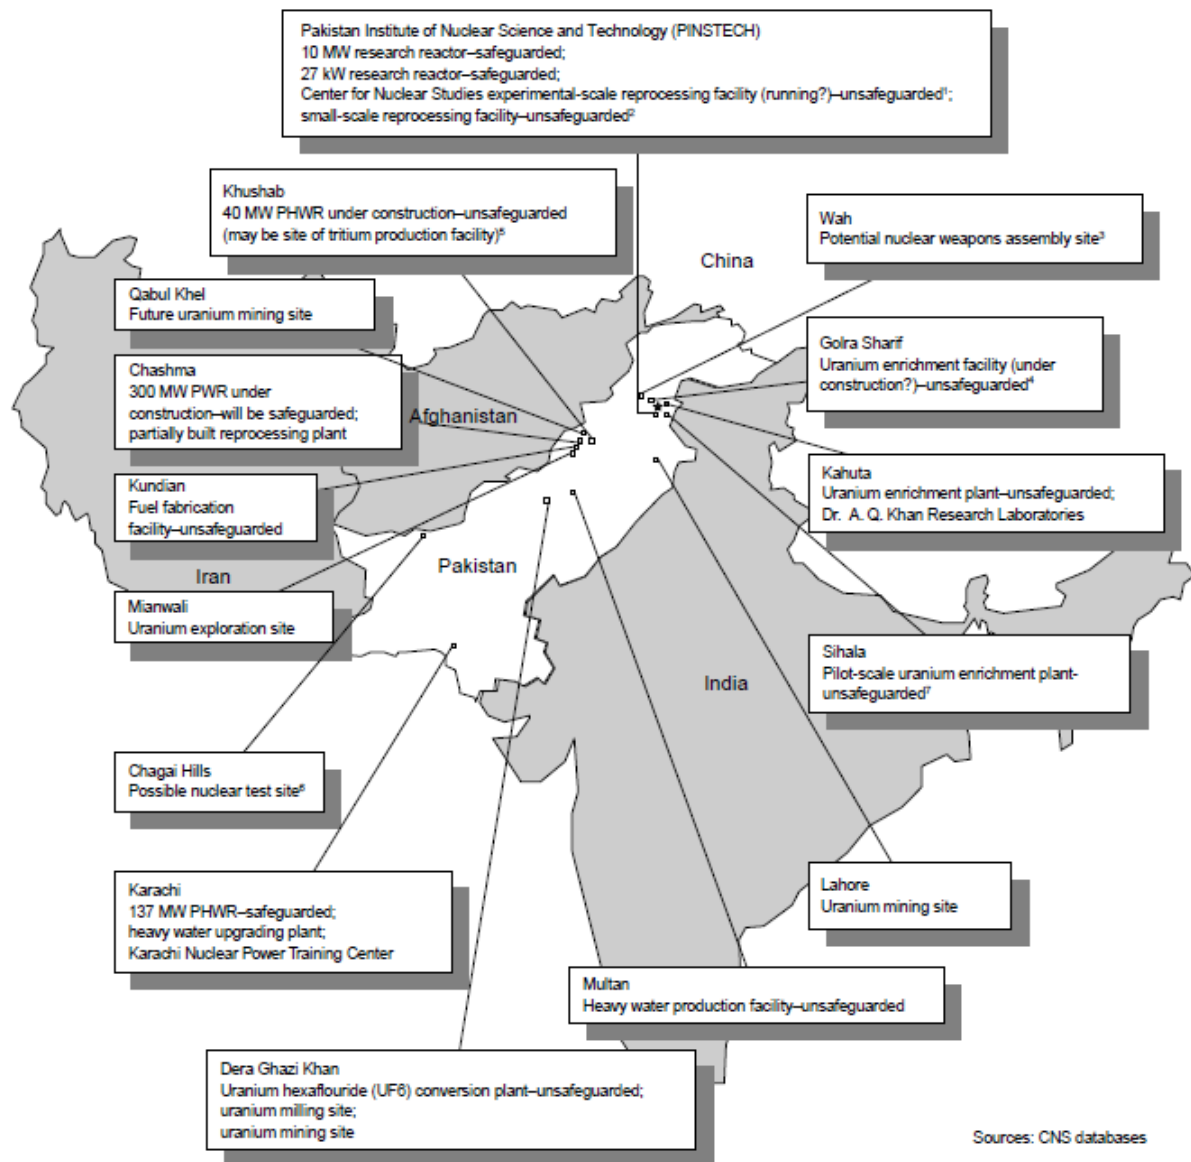 Pakistan Institute of Nuclear Science and Technology (PINSTECH)
10 MW research reactor–safeguarded;
27 kW research reactor–safeguarded;
Center for Nuclear Studies experimental-scale reprocessing facility (running?)–unsafeguarded¹;
small-scale reprocessing facility–unsafeguarded²
Khushab
40 MW PHWR under construction–unsafeguarded
(may be site of tritium production facility)⁵
Wah
Potential nuclear weapons assembly site³
China
Qabul Khel
Future uranium mining site
Golra Sharif
Uranium enrichment facility (under
construction?)–unsafeguarded⁴
Chashma
300 MW PWR under
construction–will be safeguarded;
partially built reprocessing plant
Afghanistan
Kahuta
Uranium enrichment plant–unsafeguarded;
Dr. A. Q. Khan Research Laboratories
Kundian
Fuel fabrication
facility–unsafeguarded
Iran
Pakistan
Mianwali
Uranium exploration site
Sihala
Pilot-scale uranium enrichment plant-
unsafeguarded⁷
India
Chagai Hills
Possible nuclear test site⁶
Karachi
137 MW PHWR–safeguarded;
heavy water upgrading plant;
Karachi Nuclear Power Training Center
Lahore
Uranium mining site
Multan
Heavy water production facility–unsafeguarded
Dera Ghazi Khan
Uranium hexaflouride (UF6) conversion plant–unsafeguarded;
uranium milling site;
uranium mining site
Sources: CNS databases